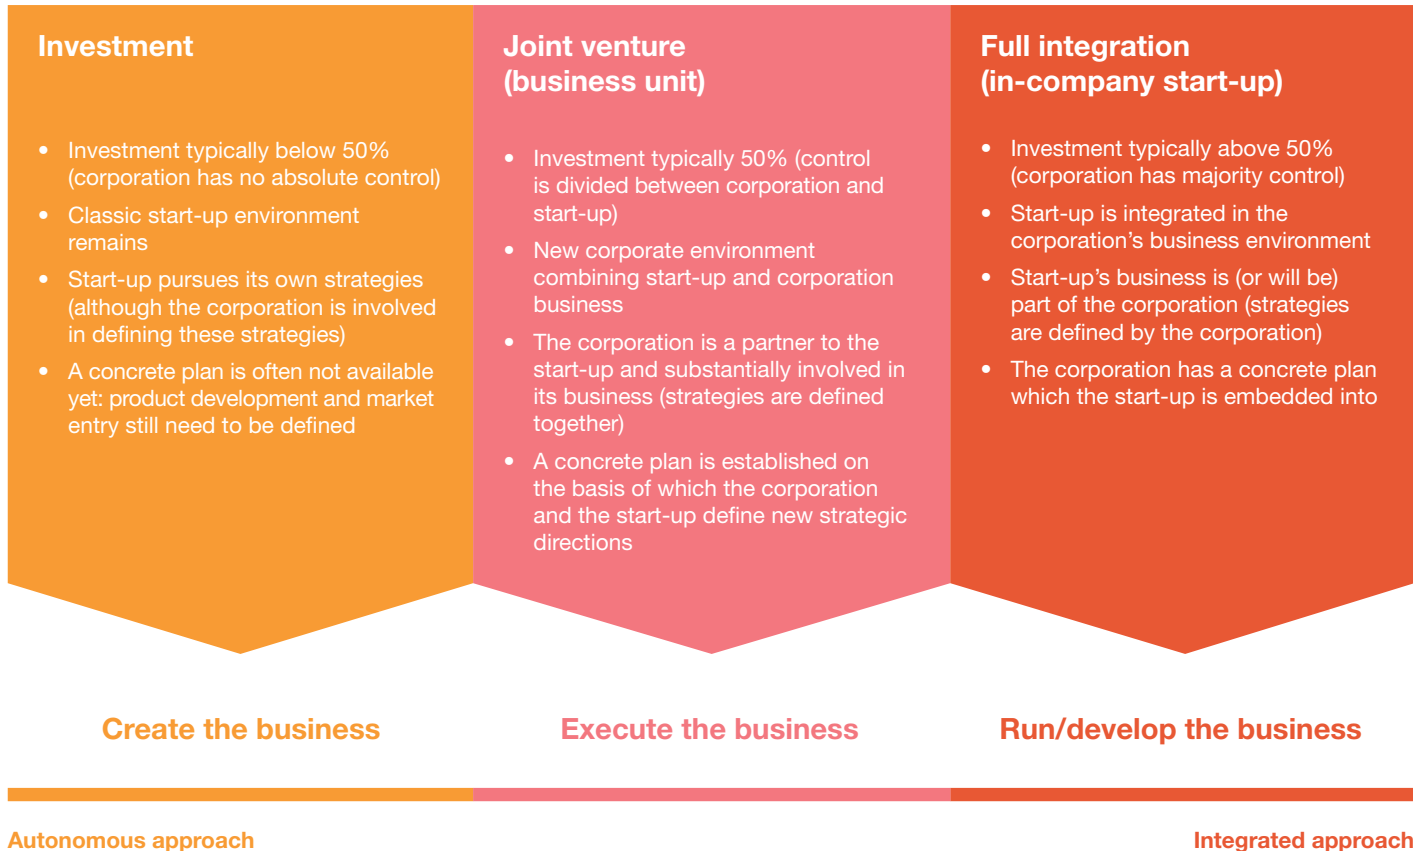 Investment
• Investment typically below 50%
(corporation has no absolute control)
• Classic start-up environment
remains
• Start-up pursues its own strategies
(although the corporation is involved
in defining these strategies)
• A concrete plan is often not available
yet: product development and market
entry still need to be defined
Create the business
Joint venture
(business unit)
• Investment typically 50% (control
is divided between corporation and
start-up)
• New corporate environment
combining start-up and corporation
business
• The corporation is a partner to the
start-up and substantially involved in
its business (strategies are defined
together)
• A concrete plan is established on
the basis of which the corporation
and the start-up define new strategic
directions
Execute the business
Full integration
(in-company start-up)
• Investment typically above 50%
(corporation has majority control)
• Start-up is integrated in the
corporation’s business environment
• Start-up’s business is (or will be)
part of the corporation (strategies
are defined by the corporation)
• The corporation has a concrete plan
which the start-up is embedded into
Run/develop the business
Autonomous approach
Integrated approach